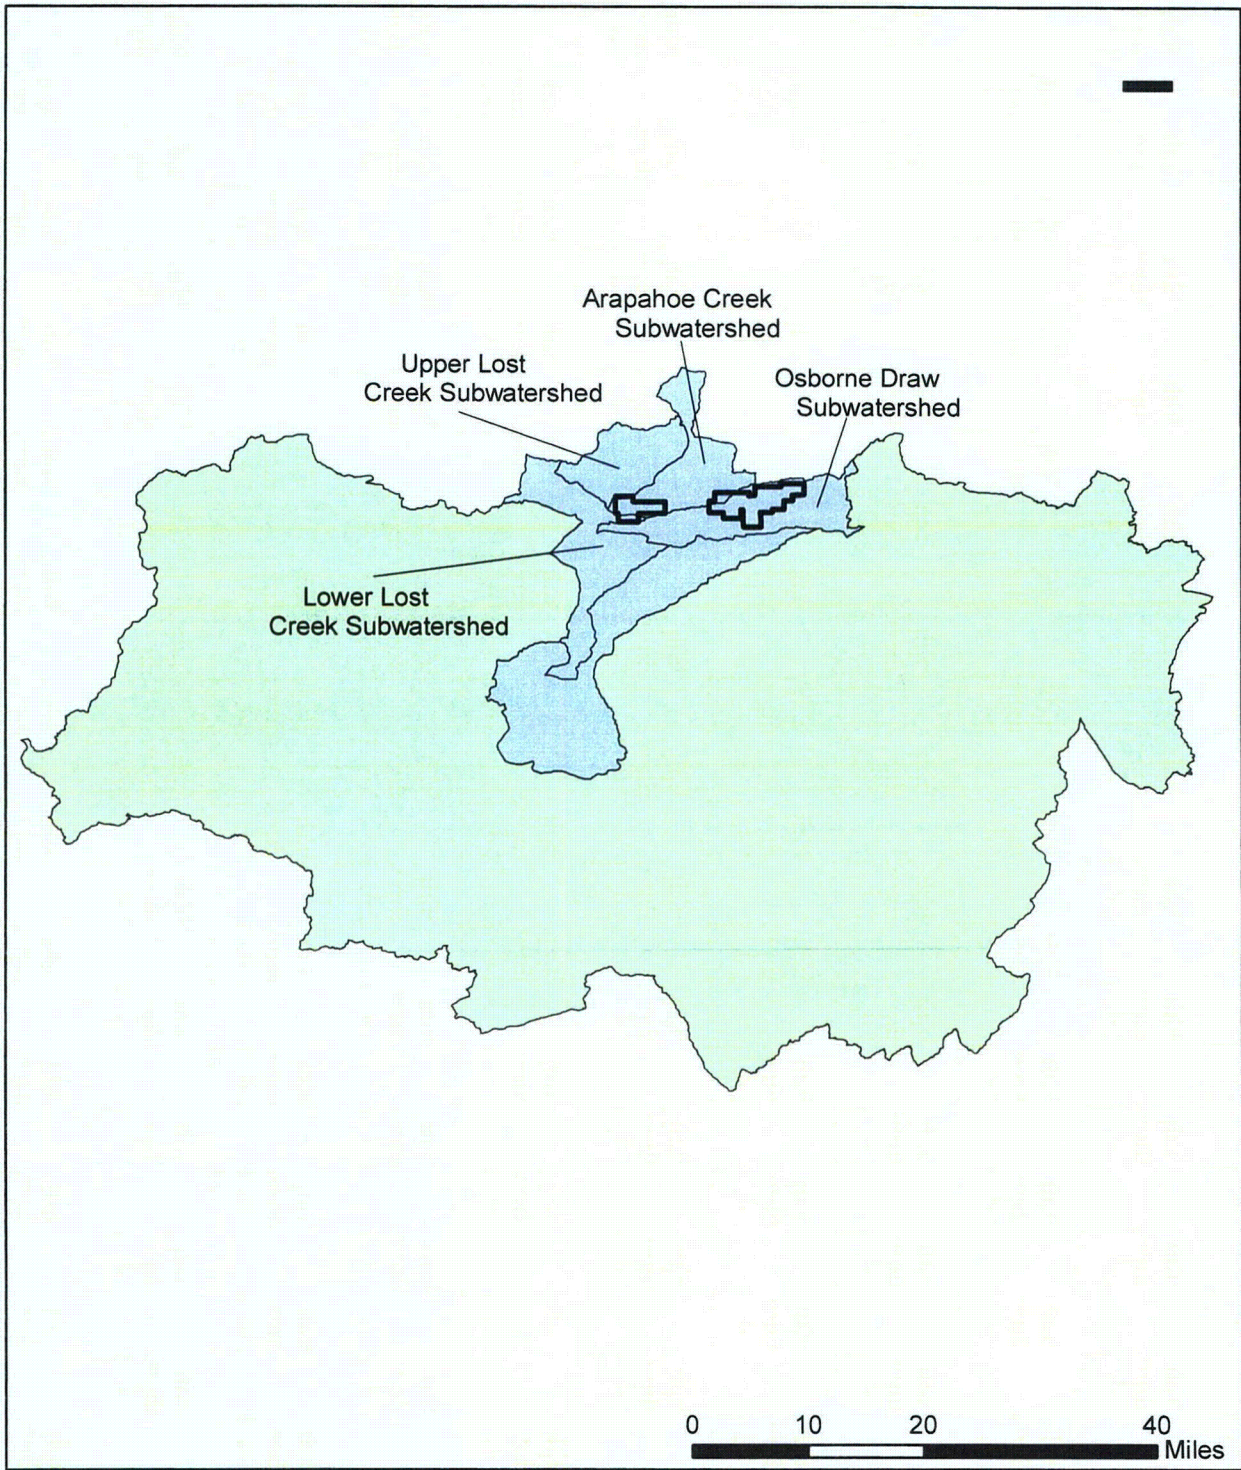 Arapahoe Creek
Subwatershed
Upper Lost
Creek Subwatershed
Osborne Draw
Subwatershed
Lower Lost
Creek Subwatershed
0 10 20 40
Miles